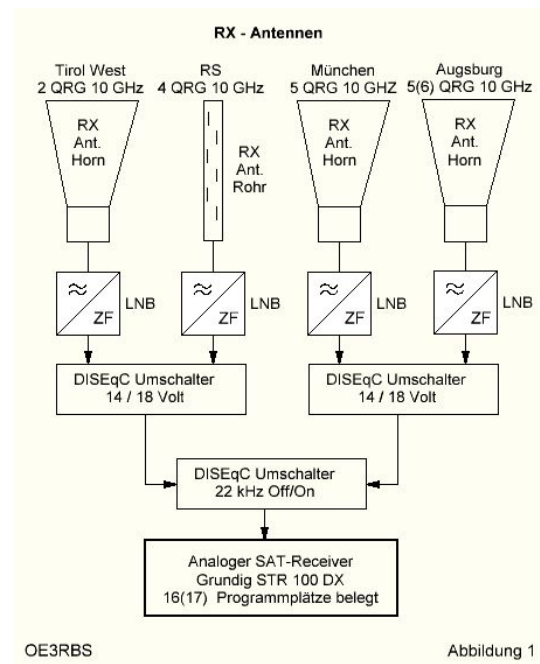 RX - Antennen
Tirol West
2 QRG 10 GHz
RX
Ant.
Horn
RS
4 QRG 10 GHz
RX
Ant.
Rohr
München
5 QRG 10 GHZ
RX
Ant.
Horn
Augsburg
5(6) QRG 10 GHz
RX
Ant.
Horn
≈
ZF
LNB
≈
ZF
LNB
≈
ZF
LNB
≈
ZF
LNB
DISEqC Umschalter
14 / 18 Volt
DISEqC Umschalter
14 / 18 Volt
DISEqC Umschalter
22 kHz Off/On
Analoger SAT-Receiver
Grundig STR 100 DX
16(17) Programmplätze belegt
OE3RBS
Abbildung 1